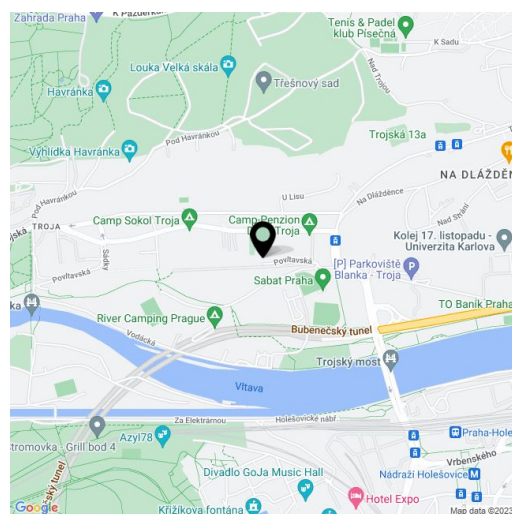 Zahrada Praha
K Pazderkám
Tenis & Padel
klub Písečná
K Sadu
Louka Velká skála
Havránka
Třešňový sad
Nad Trojou
Trojská 13a
Pod Havránkou
Vyhlídka Havránka
NA DLÁŽDĚNCE
Pod Havránkou
U Lisu
Na Dlážděnce
Nad Strání
TROJA
Camp Sokol Troja
Camp-Penzion
Troja
Kolej 17. listopadu -
Univerzita Karlova
Sádky
Povltavská
Povltavská
[P] Parkoviště
Blanka - Troja
Sabat Praha
TO Baník Praha
River Camping Prague
Bubenečský tunel
Vodácká
Trojský most
Vltava
Za Elektrárnou
Holešovické nábř.
Stromovka - Grill bod 4
Azyl78
Praha-Hole
Vrbenského
Nádraží Holešovice
Divadlo GoJa Music Hall
Hotel Expo
Křižíkova fontána
Google
Map data ©2023